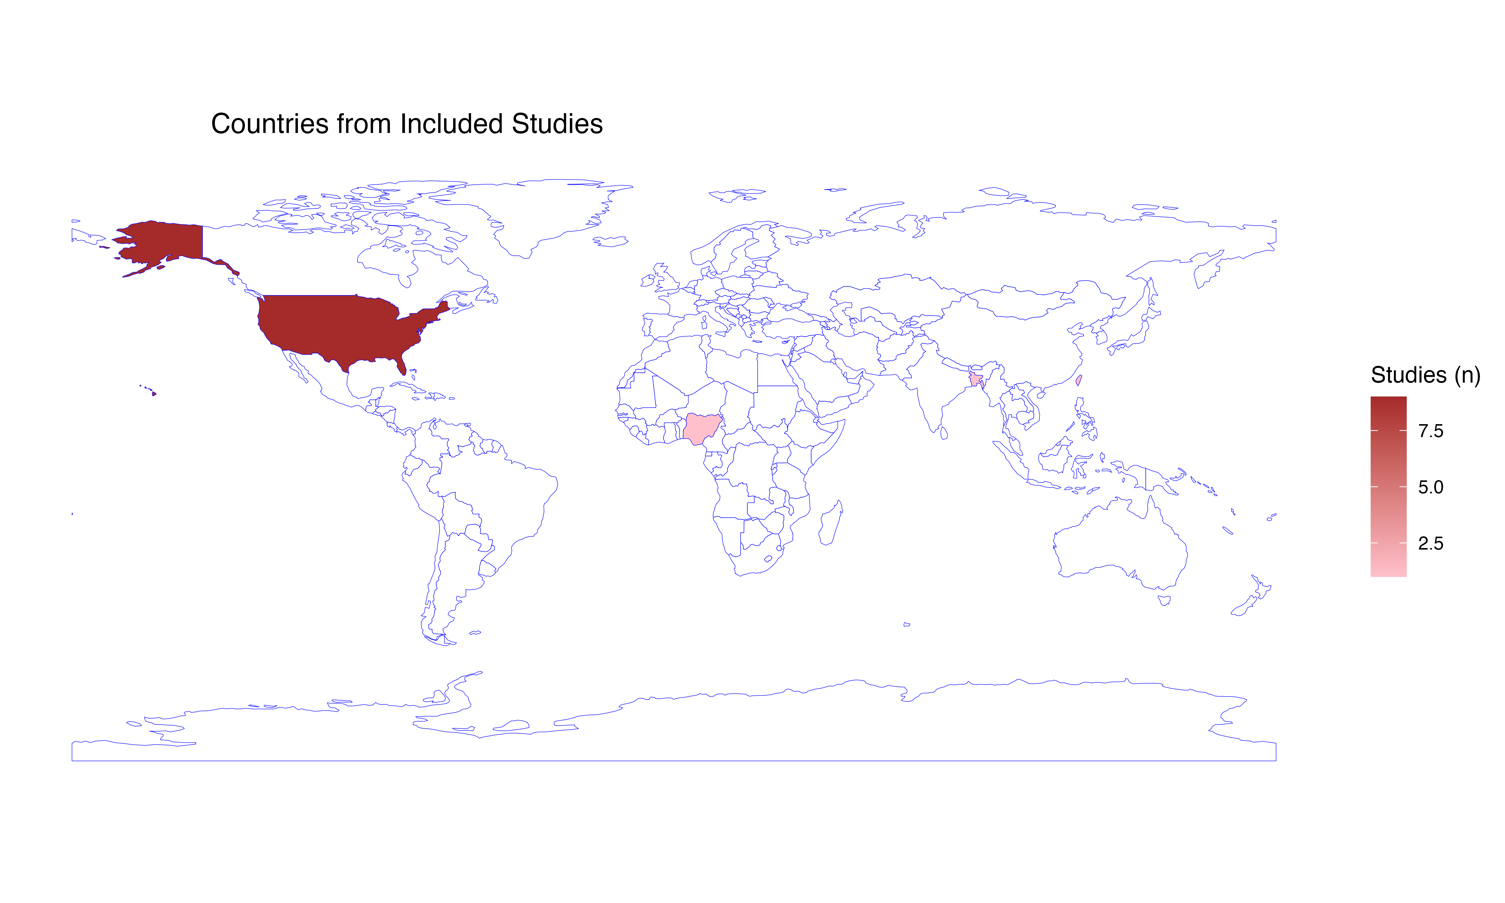 Countries from Included Studies
Studies (n)
7.5
5.0
2.5